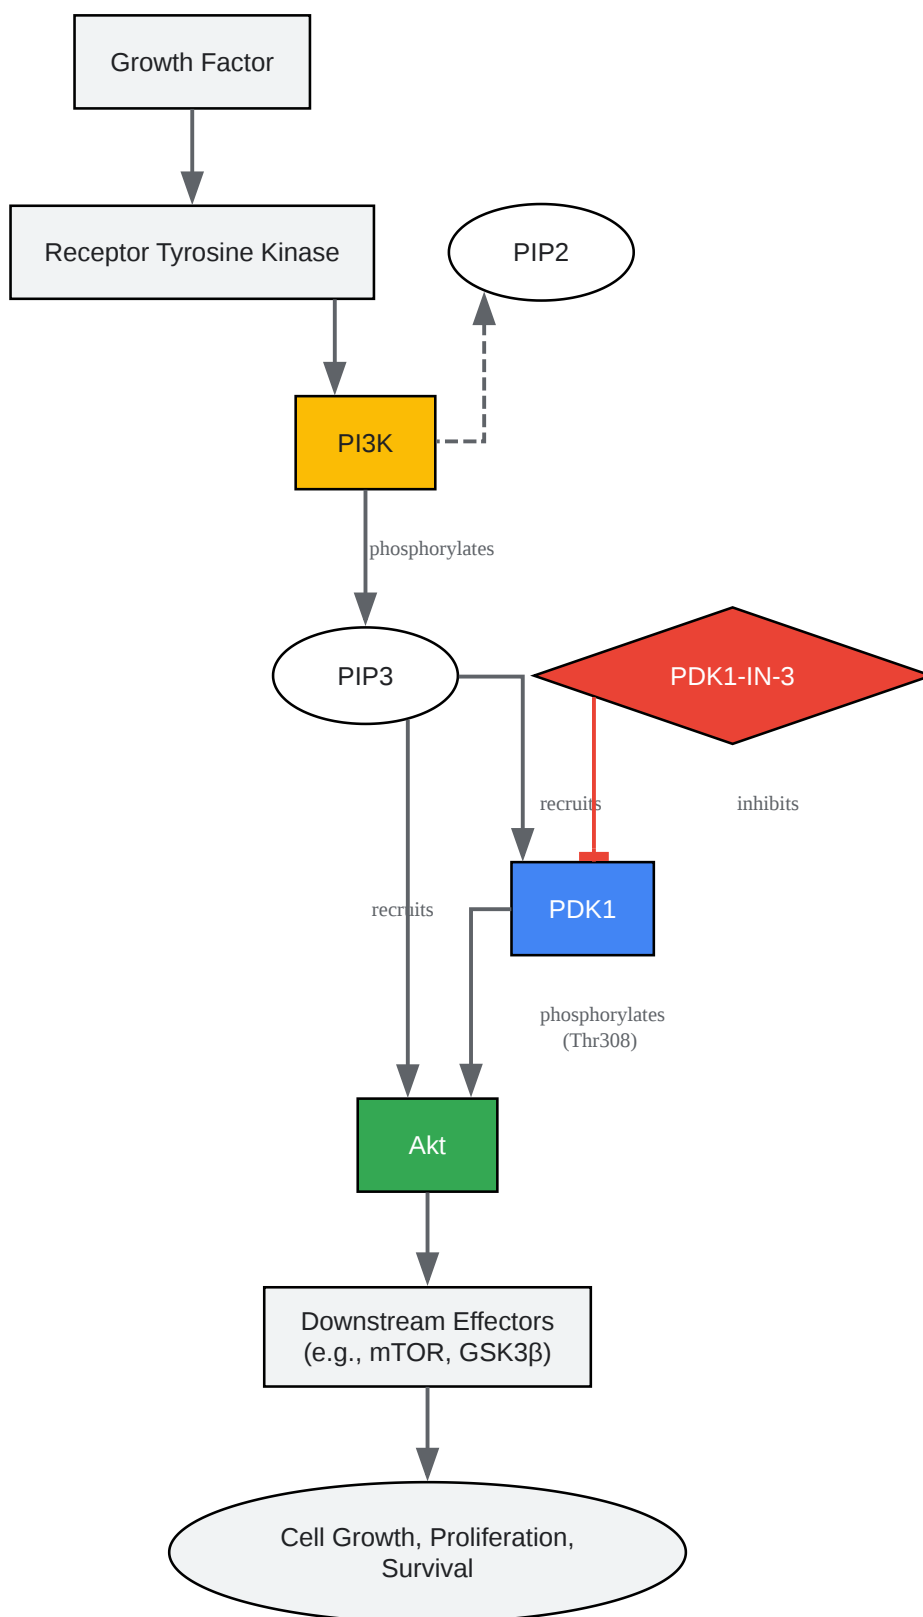 Growth Factor
Receptor Tyrosine Kinase
PIP2
PI3K
phosphorylates
PIP3
PDK1-IN-3
recruits
inhibits
recruits
PDK1
phosphorylates
(Thr308)
Akt
Downstream Effectors
(e.g., mTOR, GSK3β)
Cell Growth, Proliferation,
Survival